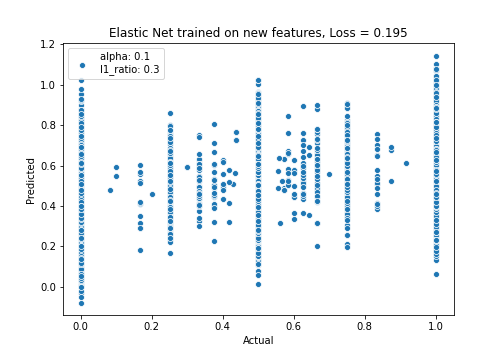 Elastic Net trained on new features, Loss = 0.195
alpha: 0.1
l1_ratio: 0.3
Predicted
1.2
1.0
0.8
0.6
0.4
0.2
0.0
0.0 0.2 0.4 0.6 0.8 1.0
Actual